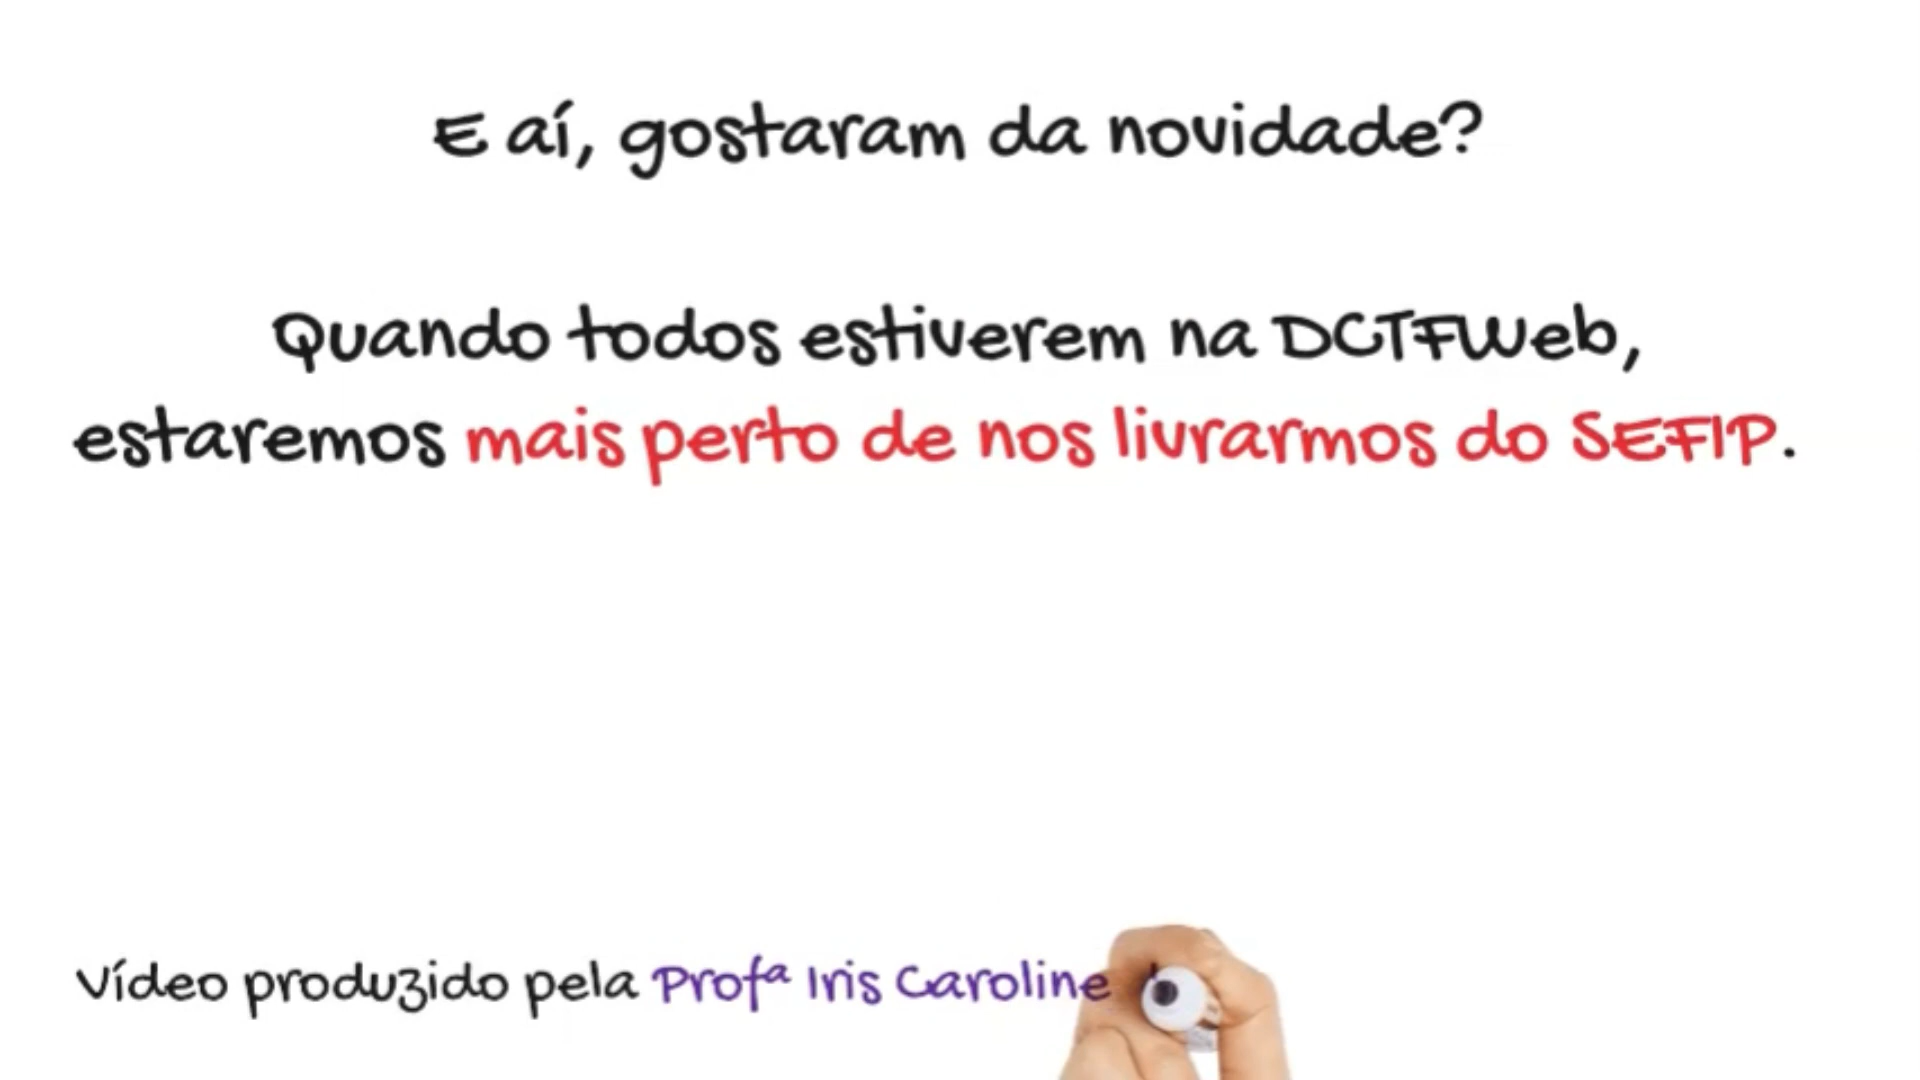 E aí, gostaram da novidade?
Quando todos estiverem na DCTFWeb,
estaremos mais perto de nos livrarmos do SEFIP.
Vídeo produzido pela Profª Iris Caroline